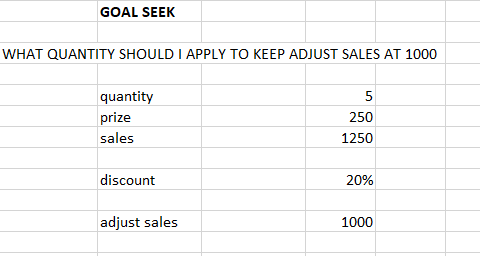 GOAL SEEK
WHAT QUANTITY SHOULD I APPLY TO KEEP ADJUST SALES AT 1000
quantity 5
prize 250
sales 1250
discount 20%
adjust sales 1000